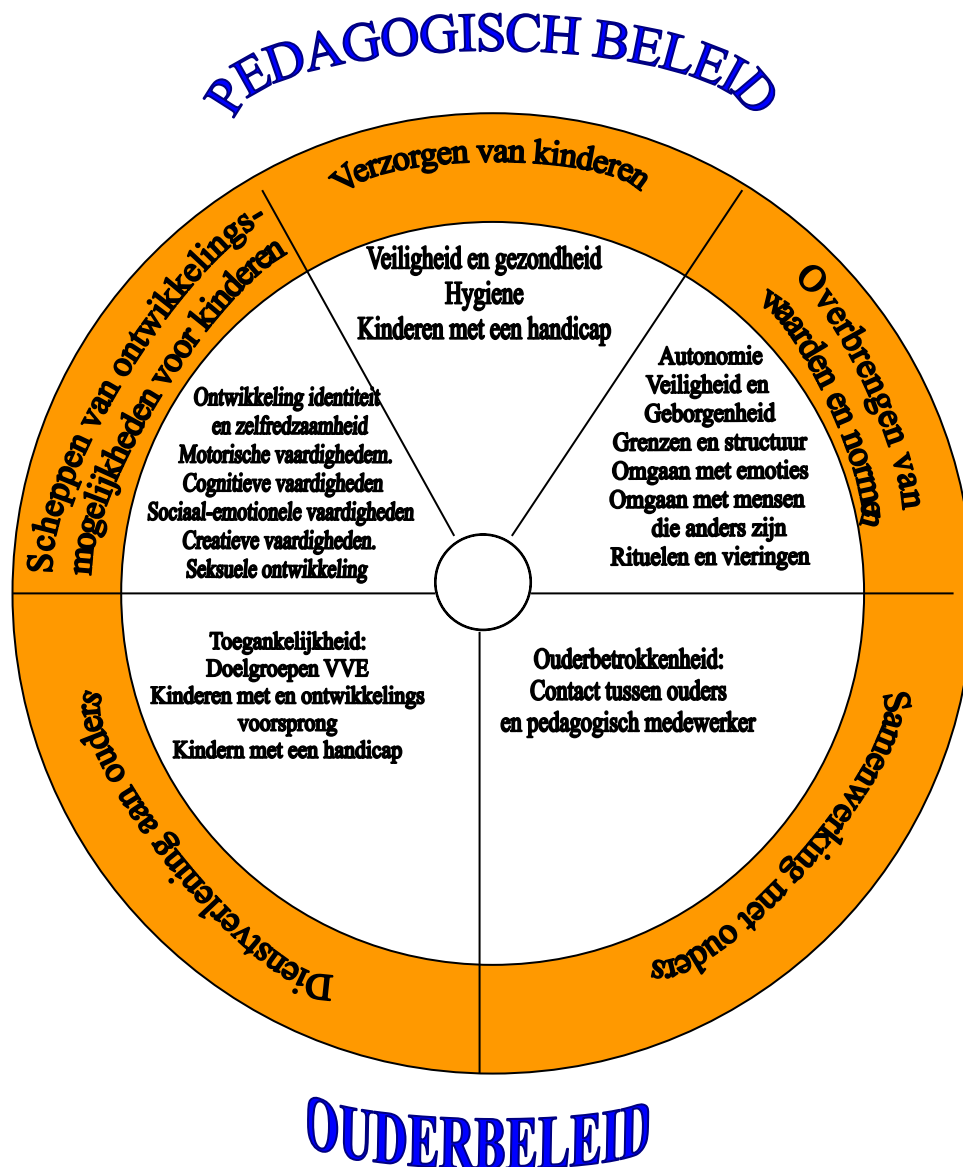 PEDAGOGISCH BELEID
Verzorgen van kinderen
Veiligheid en gezondheid
Hygiene
Kinderen met een handicap
Scheppen van ontwikkelings-
mogelijkheden voor kinderen
Ontwikkeling identiteit
en zelfredzaamheid
Motorische vaardighedem.
Cognitieve vaardigheden
Sociaal-emotionele vaardigheden
Creatieve vaardigheden.
Seksuele ontwikkeling
Overbrengen van
waarden en normen
Autonomie
Veiligheid en
Geborgenheid
Grenzen en structuur
Omgaan met emoties
Omgaan met mensen
die anders zijn
Rituelen en vieringen
Dienstverlening aan ouders
Toegankelijkheid:
Doelgroepen VVE
Kinderen met en ontwikkelings
voorsprong
Kindern met een handicap
Samenwerking met ouders
Ouderbetrokkenheid:
Contact tussen ouders
en pedagogisch medewerker
OUDERBELEID